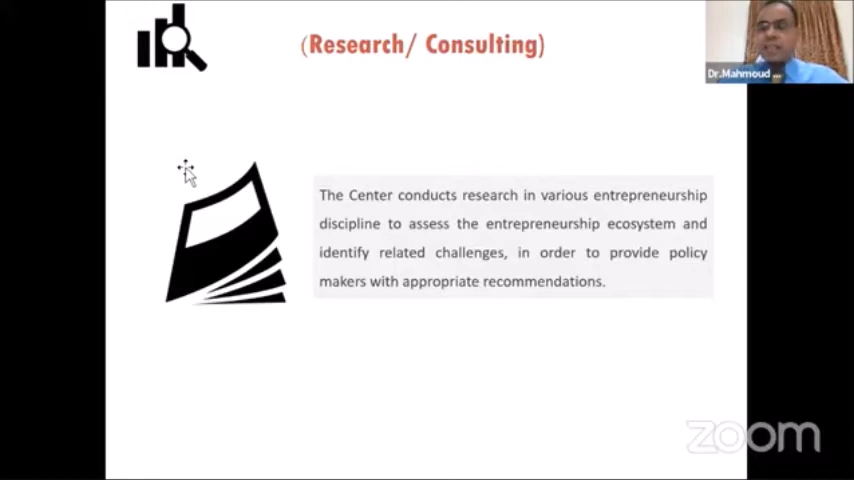 (Research/ Consulting)
Dr.Mahmoud ...
The Center conducts research in various entrepreneurship
discipline to assess the entrepreneurship ecosystem and
identify related challenges, in order to provide policy
makers with appropriate recommendations.
zoom